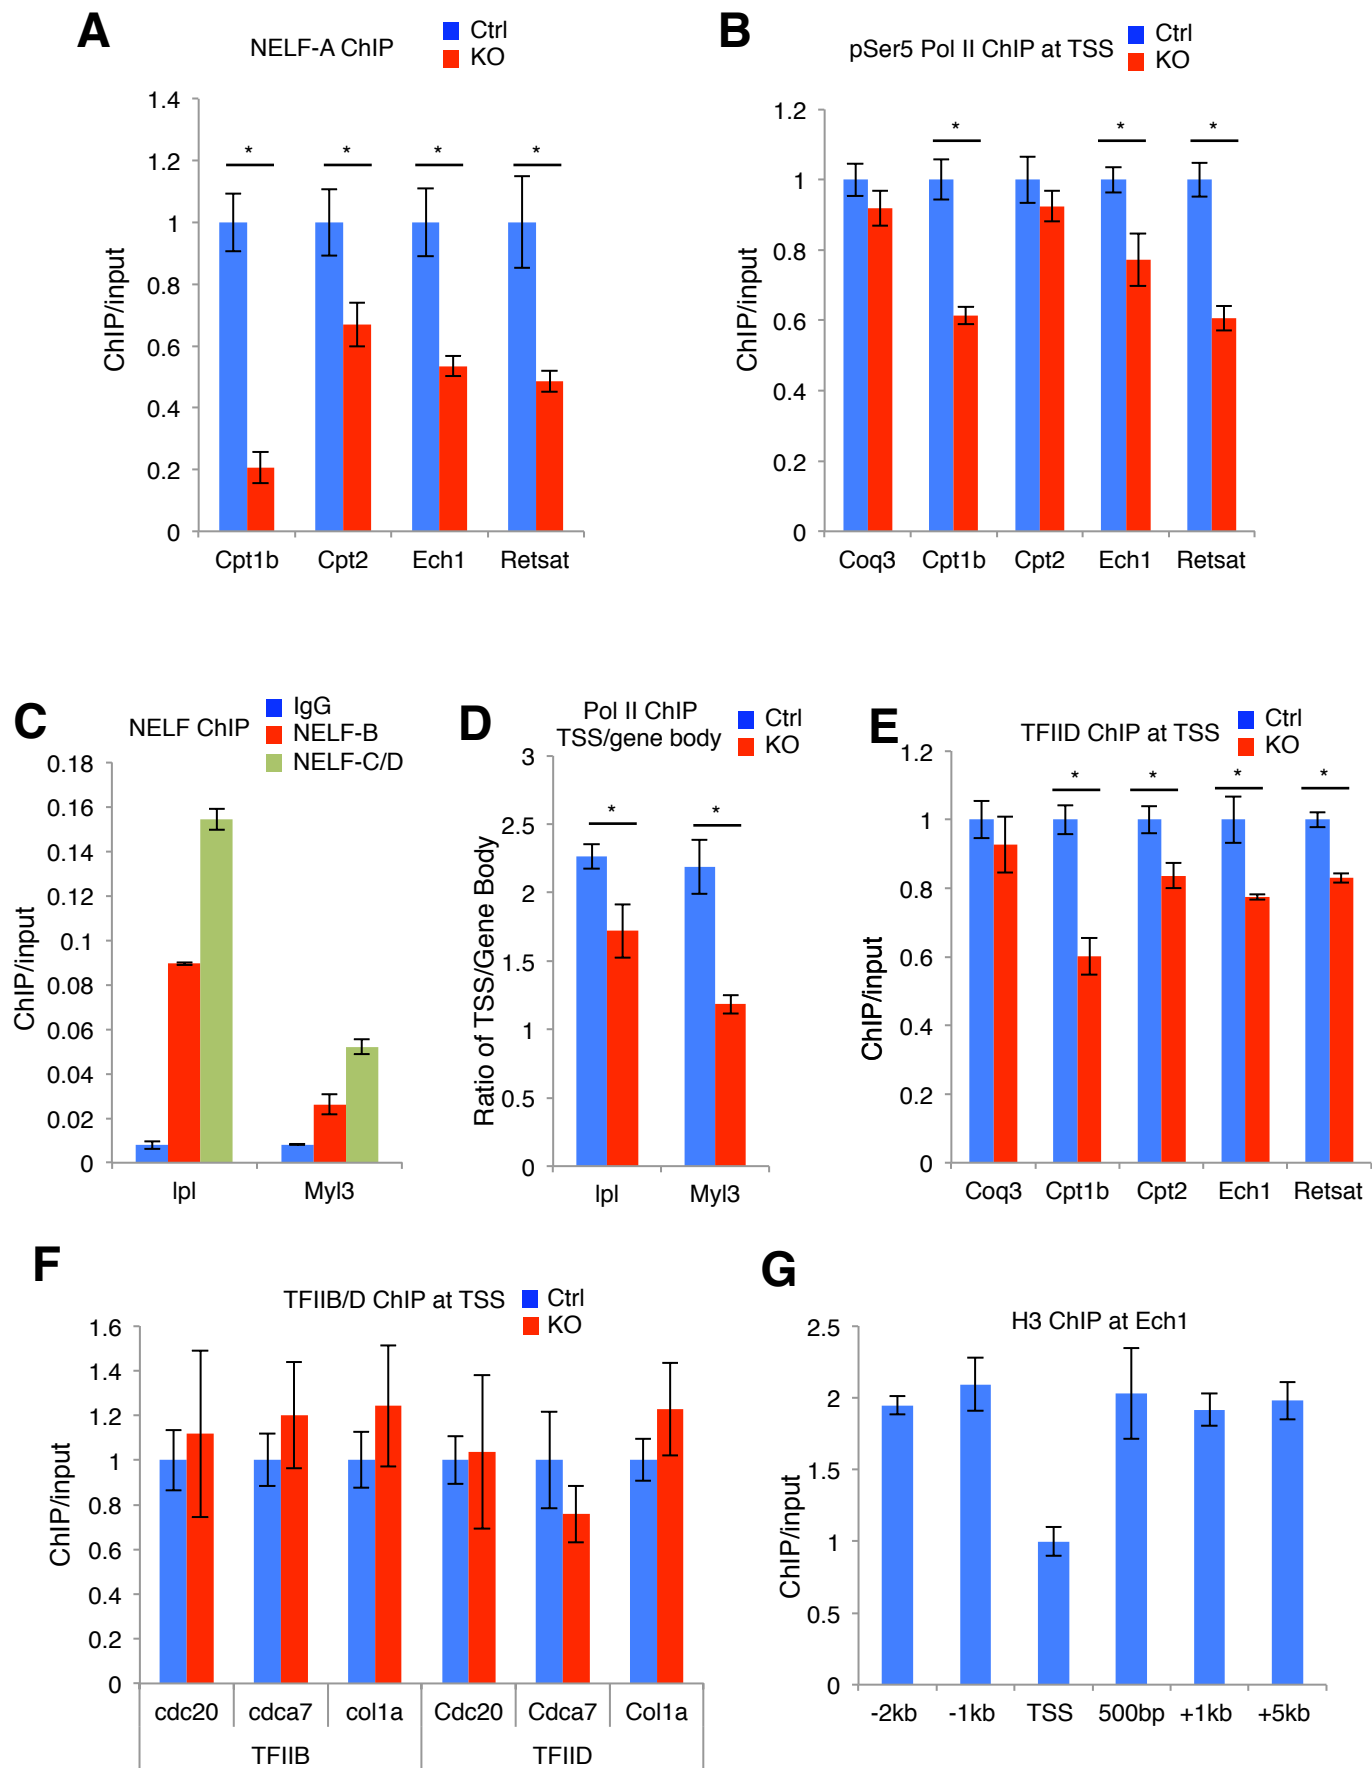 A
NELF-A ChIP
Ctrl
KO
1.4
1.2
1
0.8
0.6
0.4
0.2
0
ChIP/input
* * * *
Cpt1b Cpt2 Ech1 Retsat
B
pSer5 Pol II ChIP at TSS
Ctrl
KO
1.2
1
0.8
0.6
0.4
0.2
0
ChIP/input
* * *
Coq3 Cpt1b Cpt2 Ech1 Retsat
C
NELF ChIP
IgG
NELF-B
NELF-C/D
0.18
0.16
0.14
0.12
0.1
0.08
0.06
0.04
0.02
0
ChIP/input
lpl Myl3
D
Pol II ChIP
TSS/gene body
Ctrl
KO
3
2.5
2
1.5
1
0.5
0
Ratio of TSS/Gene Body
* *
lpl Myl3
E
TFIID ChIP at TSS
Ctrl
KO
1.2
1
0.8
0.6
0.4
0.2
0
ChIP/input
* * * *
Coq3 Cpt1b Cpt2 Ech1 Retsat
F
TFIIB/D ChIP at TSS
Ctrl
KO
1.6
1.4
1.2
1
0.8
0.6
0.4
0.2
0
ChIP/input
cdc20 cdca7 col1a Cdc20 Cdca7 Col1a
TFIIB TFIID
G
H3 ChIP at Ech1
2.5
2
1.5
1
0.5
0
ChIP/input
-2kb -1kb TSS 500bp +1kb +5kb